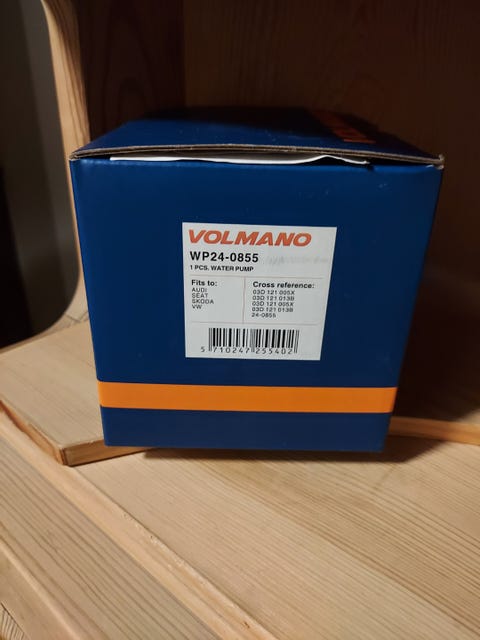 VOLMANO
WP24-0855
1 PCS. WATER PUMP
Fits to:
AUDI
SEAT
SKODA
VW
Cross reference:
03D 121 005X
03D 121 013B
03D 121 005X
03D 121 013B
24-0855
5 710247 255402